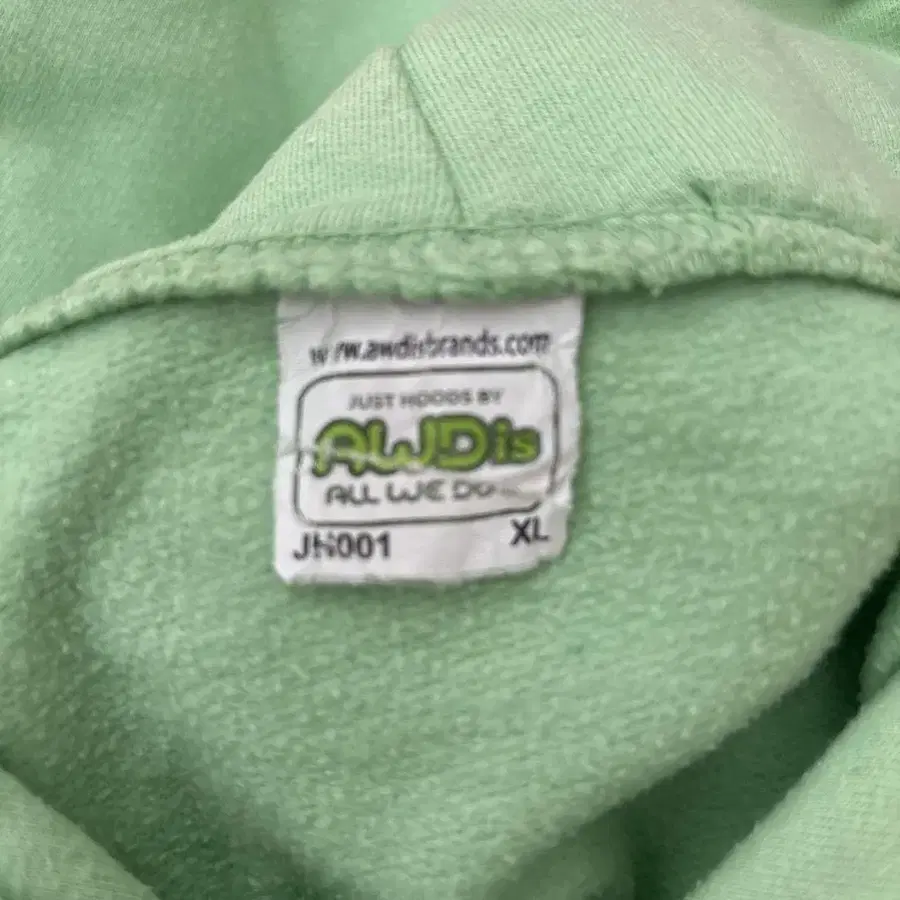 www.awdisbrands.com
JUST HOODS BY
AWDis
ALL WE DO...
JH001
XL